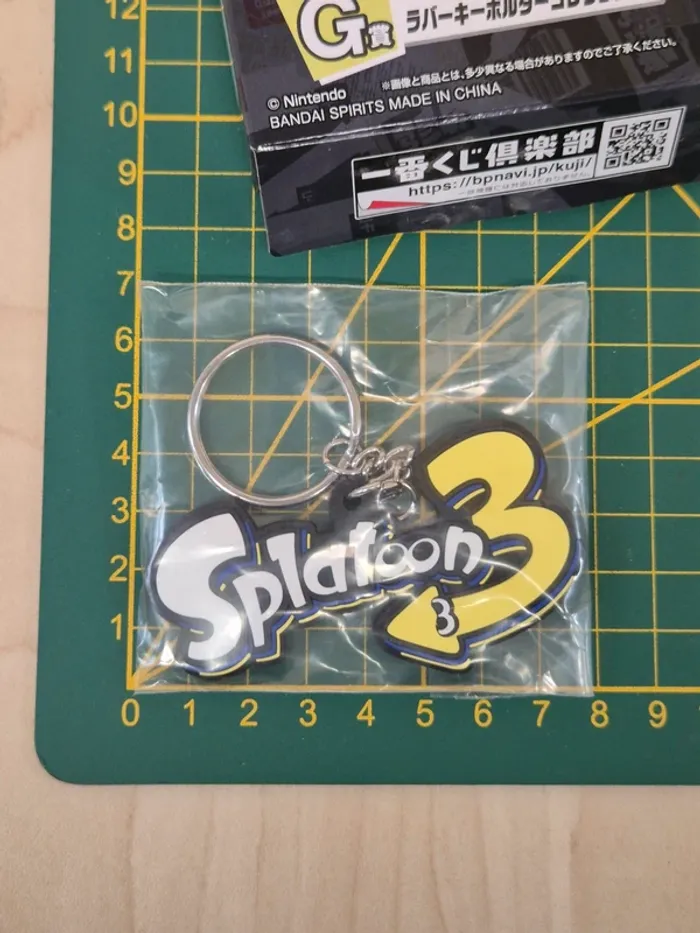 G賞
ラバーキーホルダーコレクション
※画像と商品とは、多少異なる場合がありますのでご了承ください。
© Nintendo
BANDAI SPIRITS MADE IN CHINA
一番くじ倶楽部
https://bpnavi.jp/kuji/
12
11
10
9
8
7
6
5
4
3
2
1
Splatoon
3
3
0 1 2 3 4 5 6 7 8 9